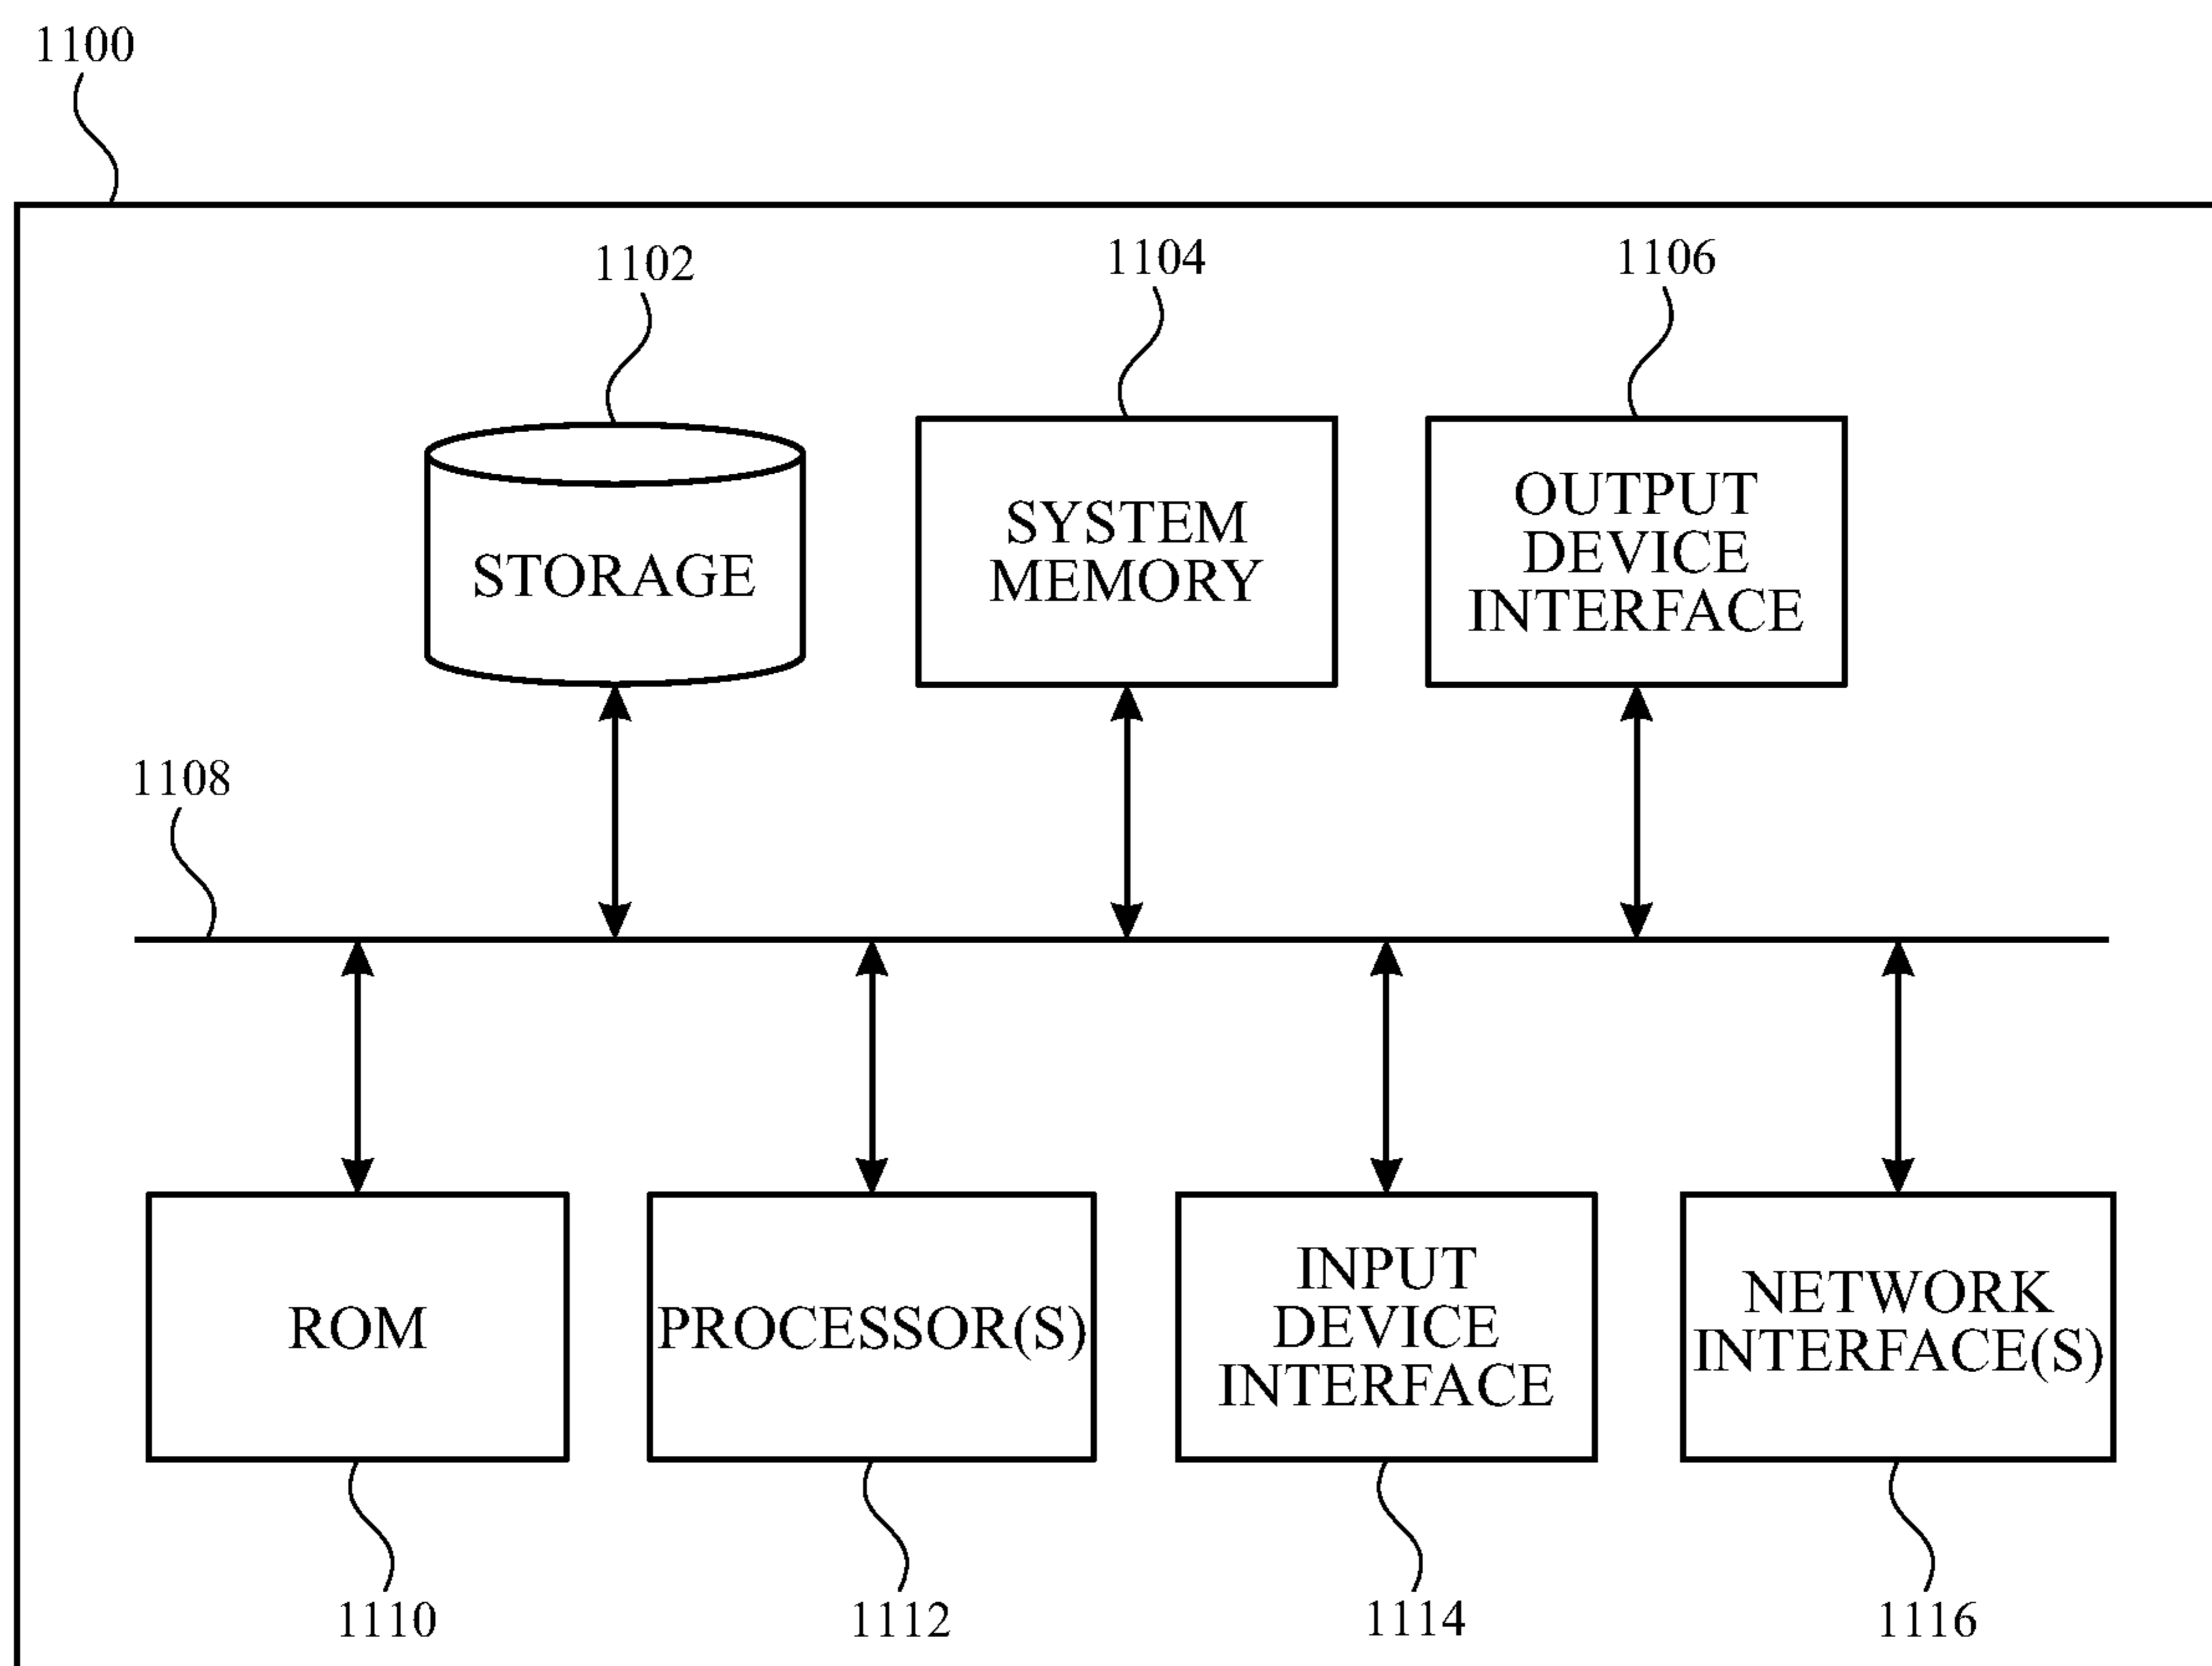 1100
1102
1104
1106
STORAGE
SYSTEM
MEMORY
OUTPUT
DEVICE
INTERFACE
1108
ROM
PROCESSOR(S)
INPUT
DEVICE
INTERFACE
NETWORK
INTERFACE(S)
1110
1112
1114
1116